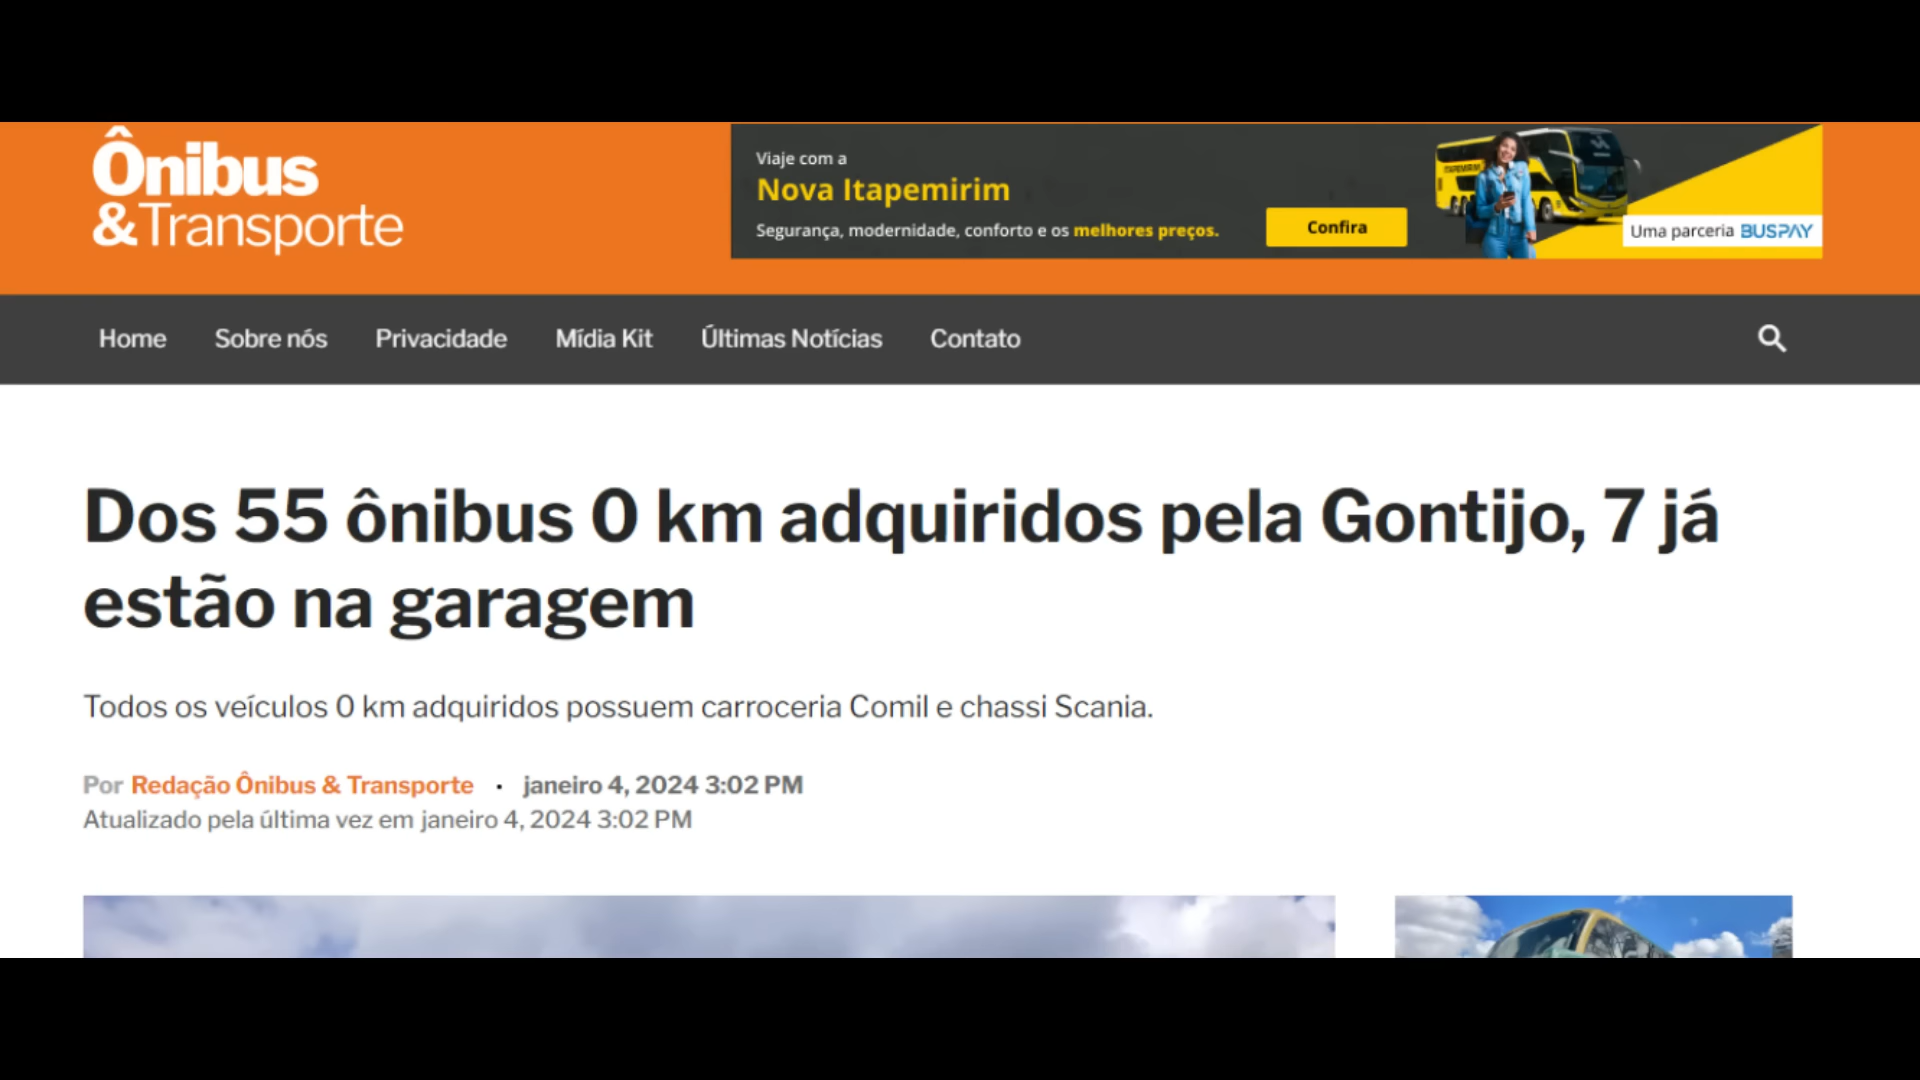 Ônibus
&Transporte
Viaje com a
Nova Itapemirim
Segurança, modernidade, conforto e os melhores preços.
Confira
Uma parceria BUSPAY
Home Sobre nós Privacidade Mídia Kit Últimas Notícias Contato
Dos 55 ônibus 0 km adquiridos pela Gontijo, 7 já
estão na garagem
Todos os veículos 0 km adquiridos possuem carroceria Comil e chassi Scania.
Por Redação Ônibus & Transporte · janeiro 4, 2024 3:02 PM
Atualizado pela última vez em janeiro 4, 2024 3:02 PM